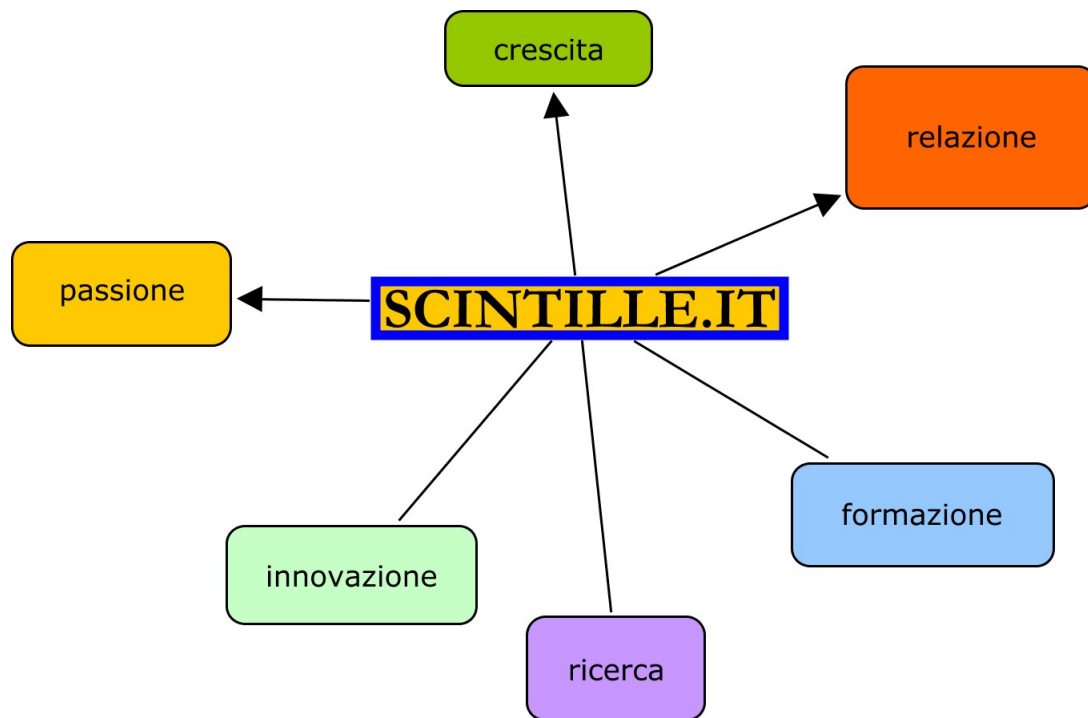 crescita
relazione
passione
SCINTILLE.IT
formazione
innovazione
ricerca